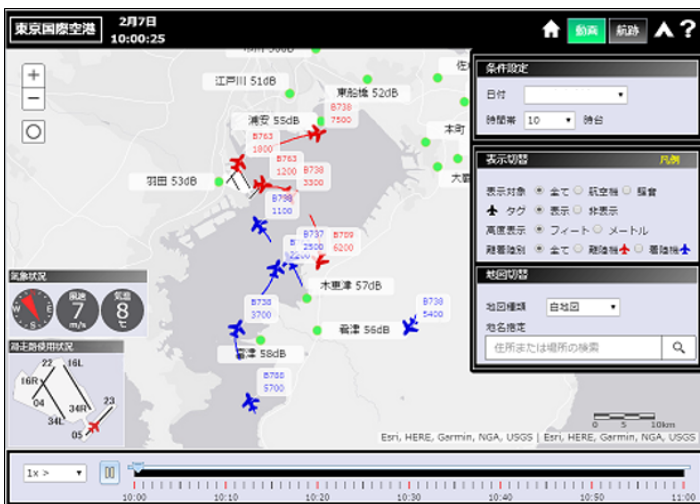 東京国際空港
2月7日
10:00:25
動画
航跡
?
江戸川 51dB
東船橋 52dB
浦安 55dB
本町
羽田 53dB
木更津 57dB
君津 56dB
富津 58dB
B738
7500
B763
1800
B763
1200
B738
3300
B738
1100
B737
2500
B789
6200
B738
3700
B738
5400
B788
5700
条件設定
日付
時間帯 10 時台
表示切替 凡例
表示対象 全て 航空機 騒音
タグ 表示 非表示
高度表示 フィート メートル
離着陸別 全て 離陸機 着陸機
地図切替
地図種類 白地図
地名指定
住所または場所の検索
気象状況
N
W
E
S
風速
7
m/s
気温
8
℃
滑走路使用状況
22 16L
16R
04
34R
34L
23
05
0 5 10km
Esri, HERE, Garmin, NGA, USGS | Esri, HERE, Garmin, NGA, USGS
1x >
10:00 10:10 10:20 10:30 10:40 10:50 11:00